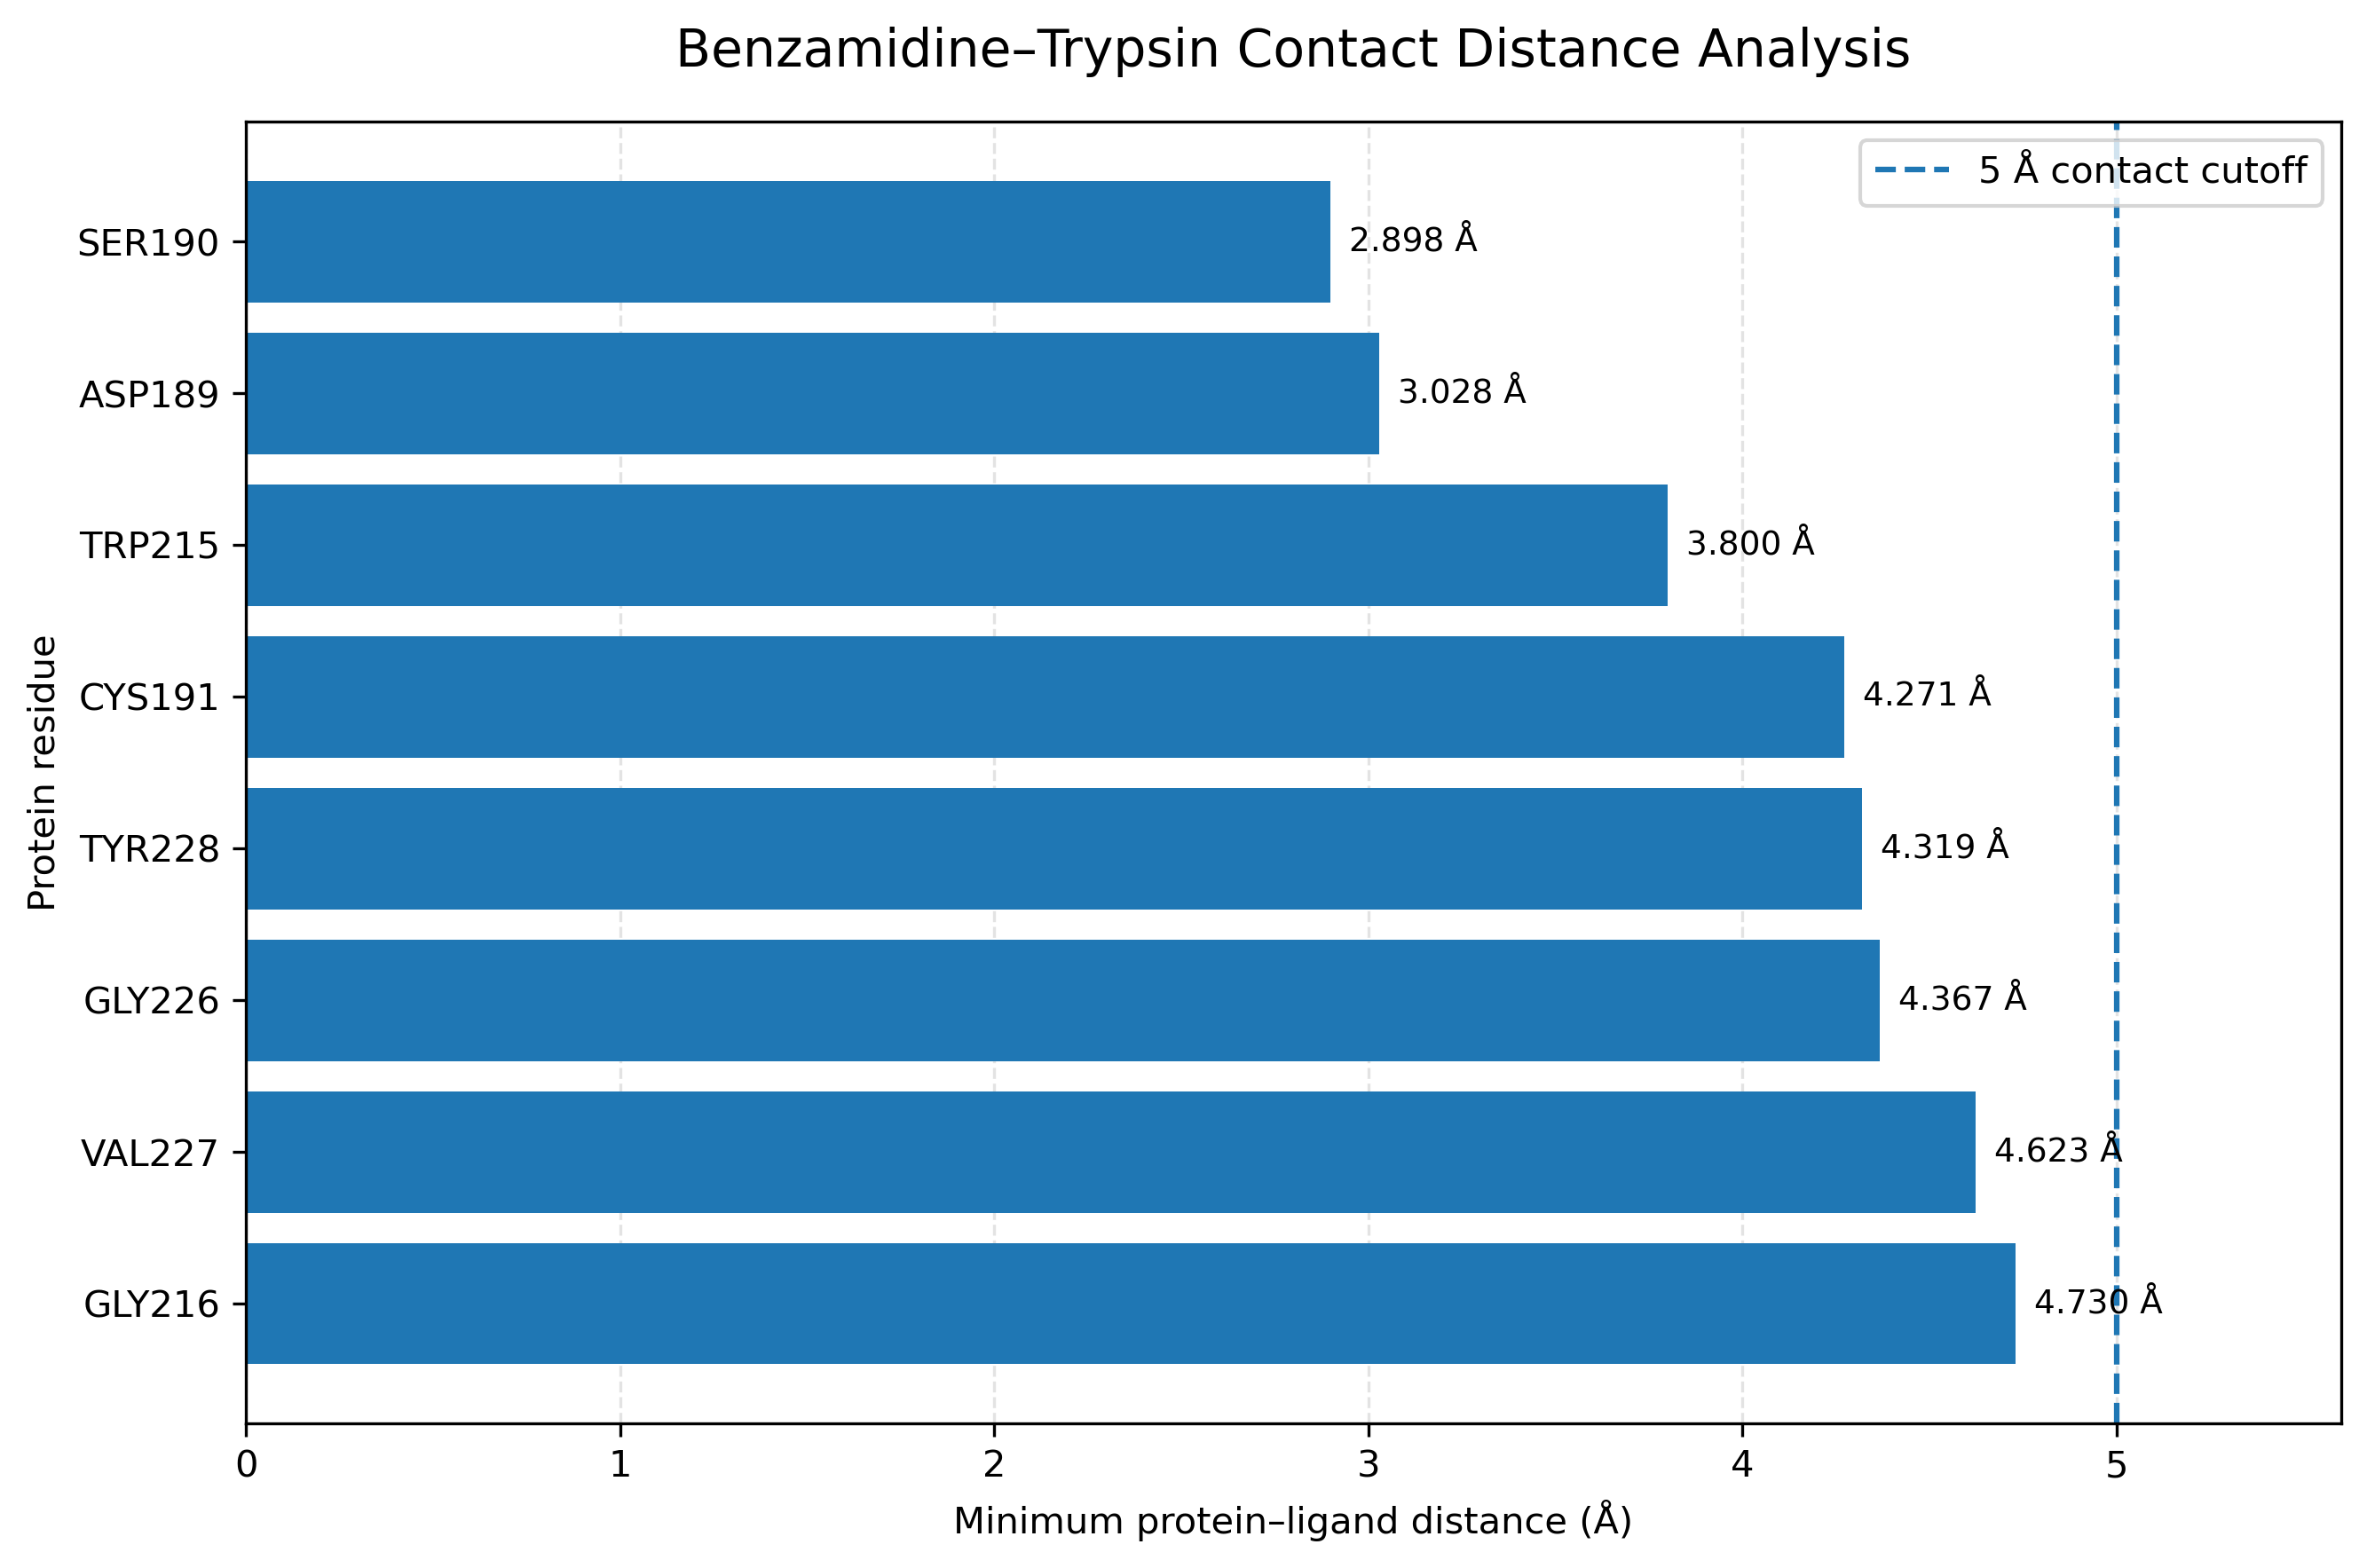 Benzamidine–Trypsin Contact Distance Analysis
5 Å contact cutoff
SER190
2.898 Å
ASP189
3.028 Å
TRP215
3.800 Å
CYS191
4.271 Å
TYR228
4.319 Å
GLY226
4.367 Å
VAL227
4.623 Å
GLY216
4.730 Å
Protein residue
0 1 2 3 4 5
Minimum protein–ligand distance (Å)